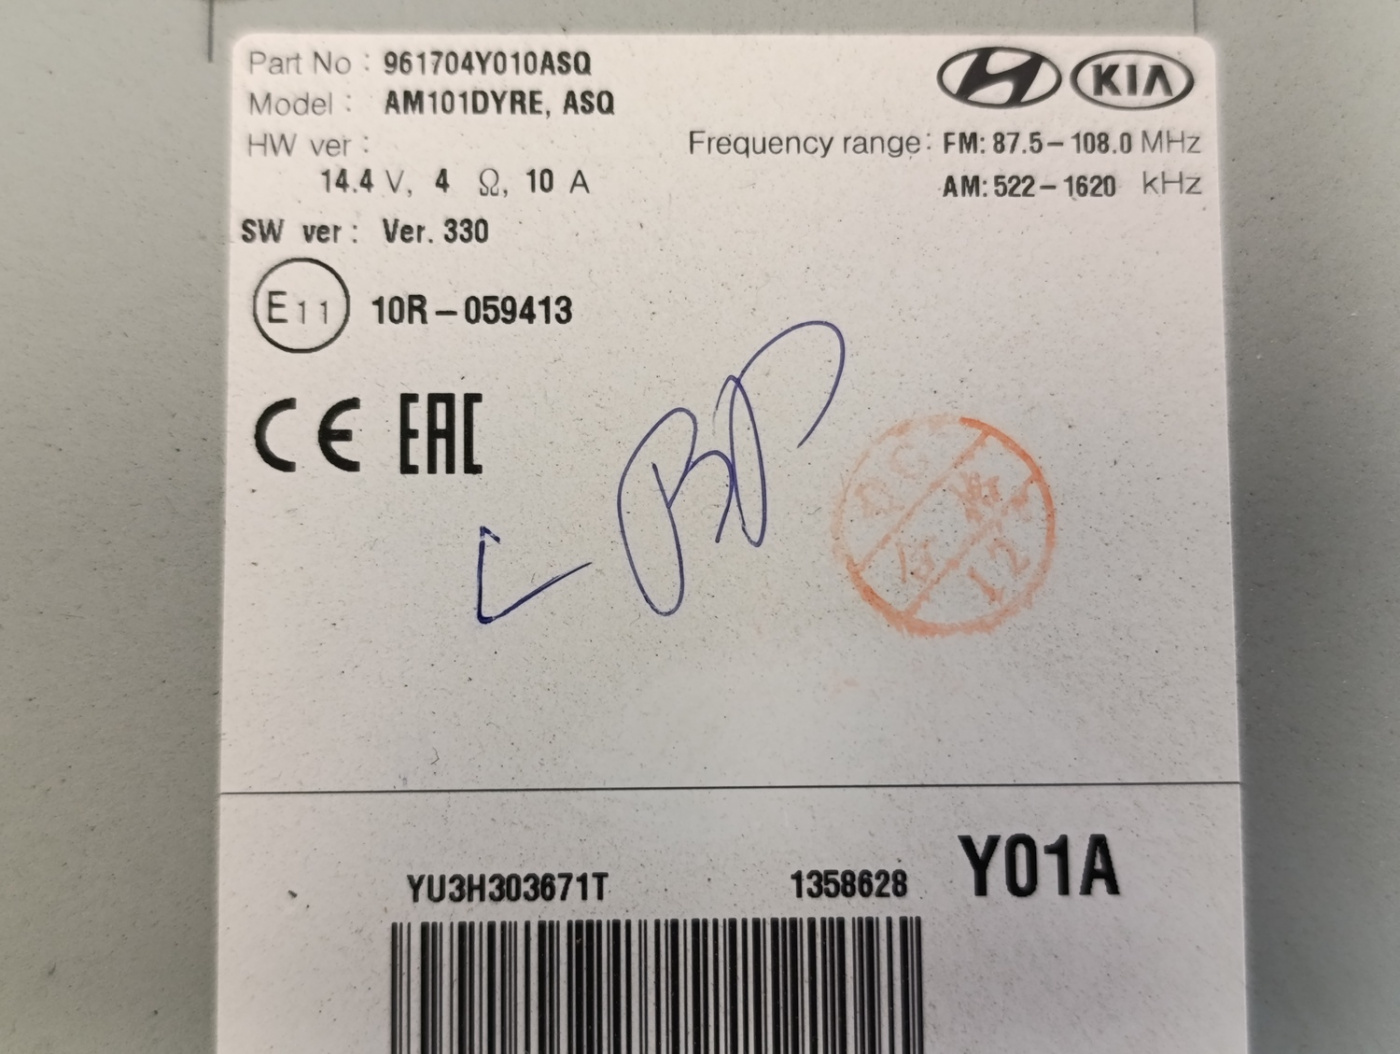 Part No : 961704Y010ASQ
Model : AM101DYRE, ASQ
HW ver :
14.4 V, 4 Ω, 10 A
SW ver : Ver. 330
KIA
Frequency range: FM: 87.5 – 108.0 MHz
AM: 522 – 1620 kHz
E11 10R – 059413
CE EAC
12
YU3H303671T 1358628 Y01A